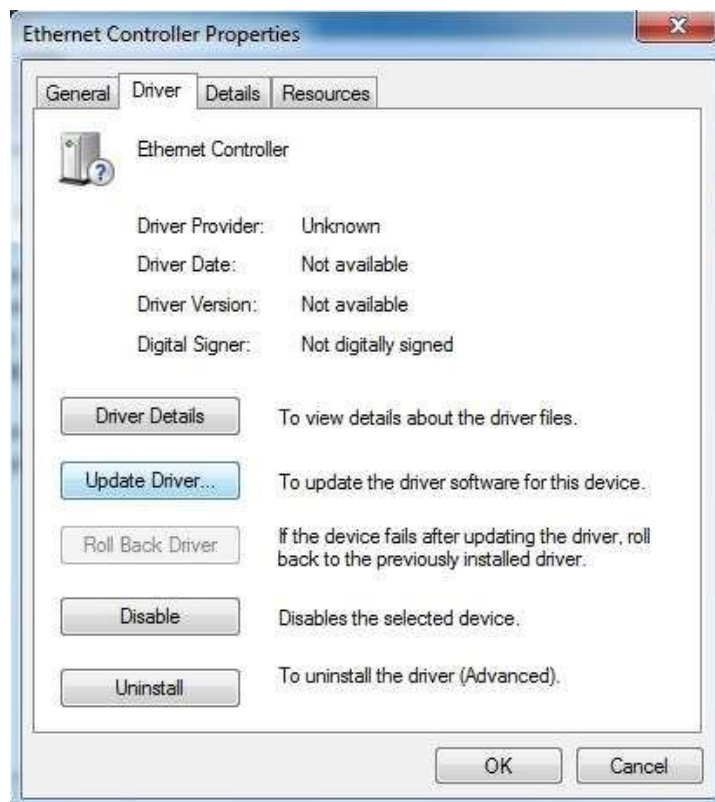 Ethernet Controller Properties
General Driver Details Resources
Ethernet Controller
Driver Provider: Unknown
Driver Date: Not available
Driver Version: Not available
Digital Signer: Not digitally signed
Driver Details To view details about the driver files.
Update Driver... To update the driver software for this device.
Roll Back Driver If the device fails after updating the driver, roll
back to the previously installed driver.
Disable Disables the selected device.
Uninstall To uninstall the driver (Advanced).
OK Cancel